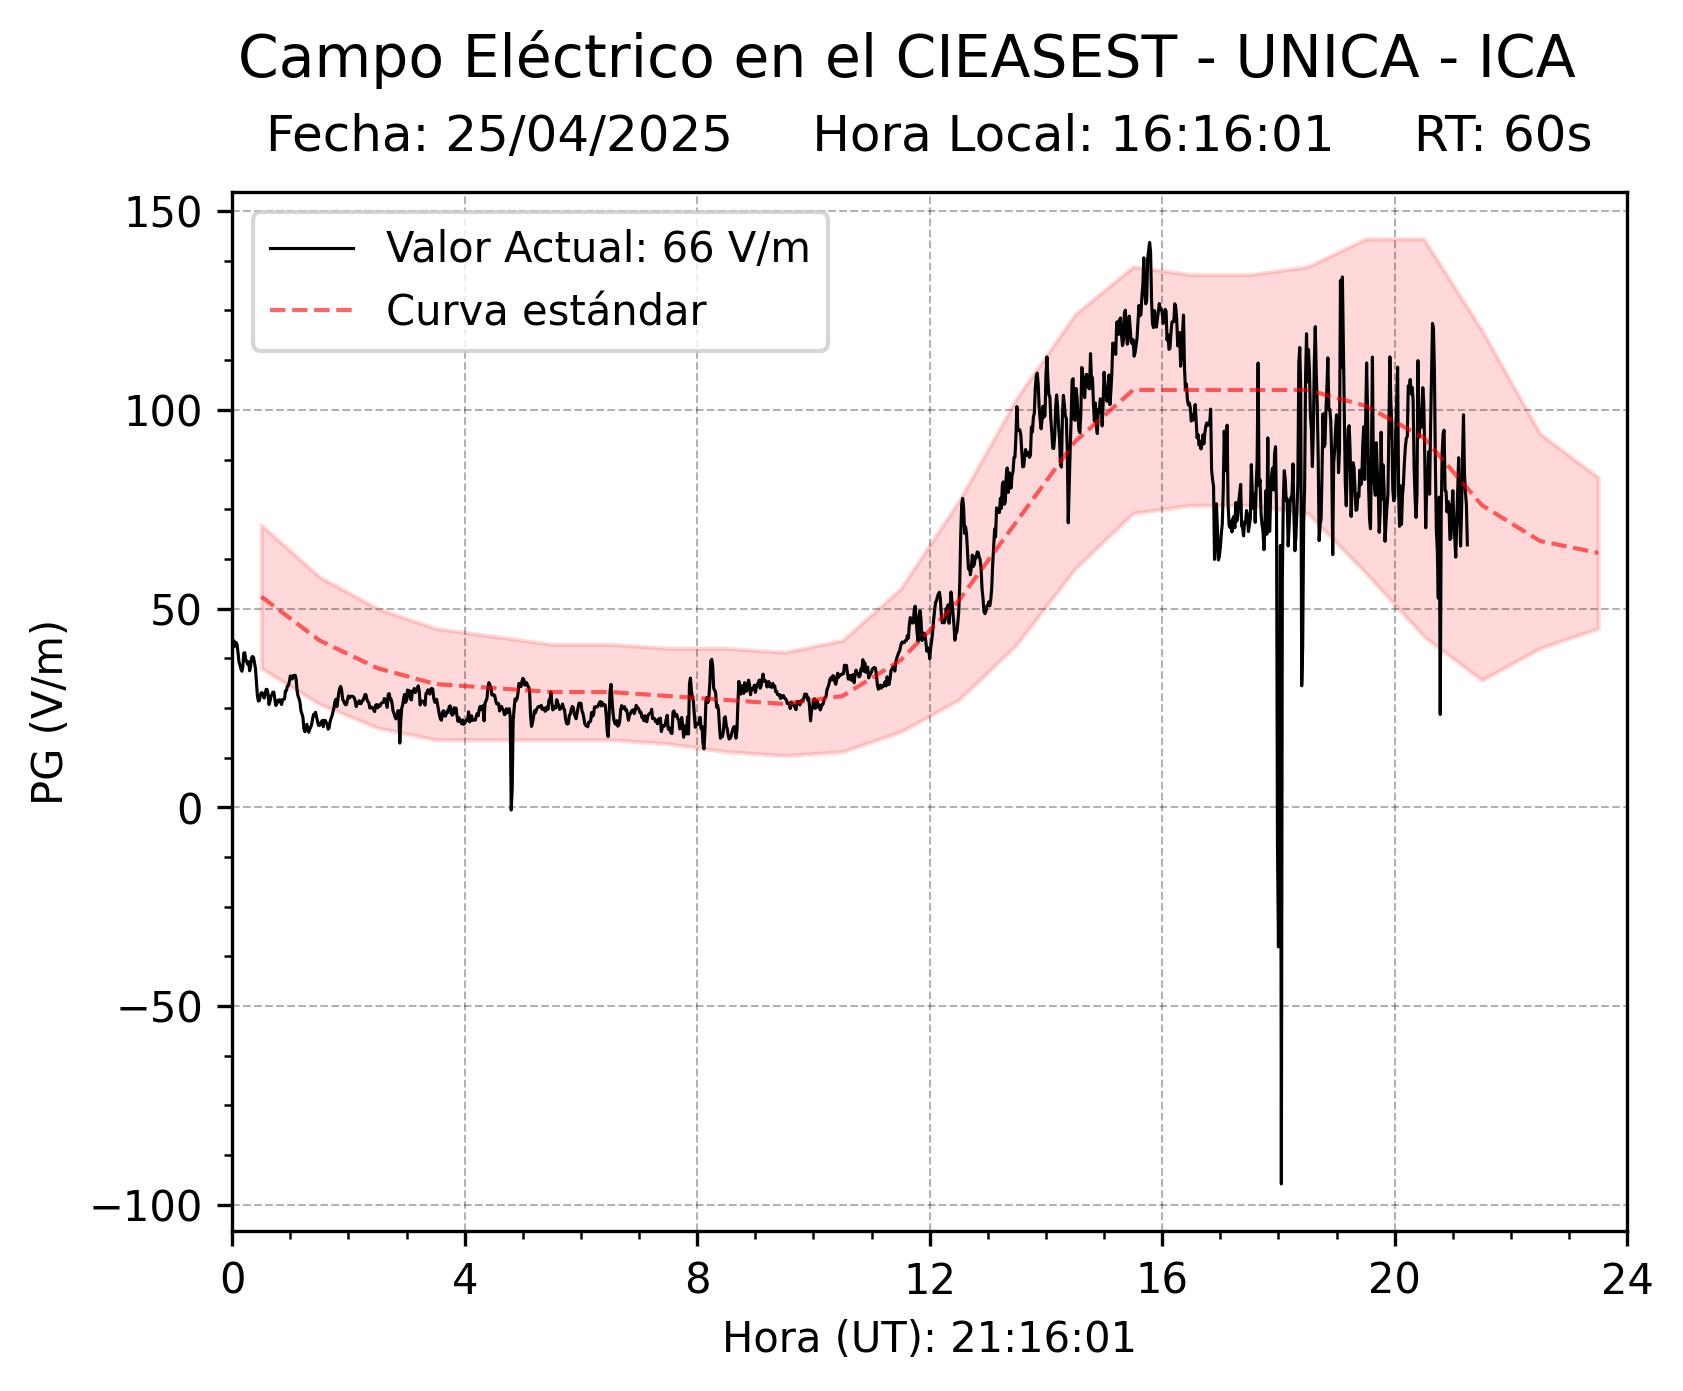 Campo Eléctrico en el CIEASEST - UNICA - ICA
Fecha: 25/04/2025 Hora Local: 16:16:01 RT: 60s
Valor Actual: 66 V/m
Curva estándar
PG (V/m)
150
100
50
0
−50
−100
0 4 8 12 16 20 24
Hora (UT): 21:16:01